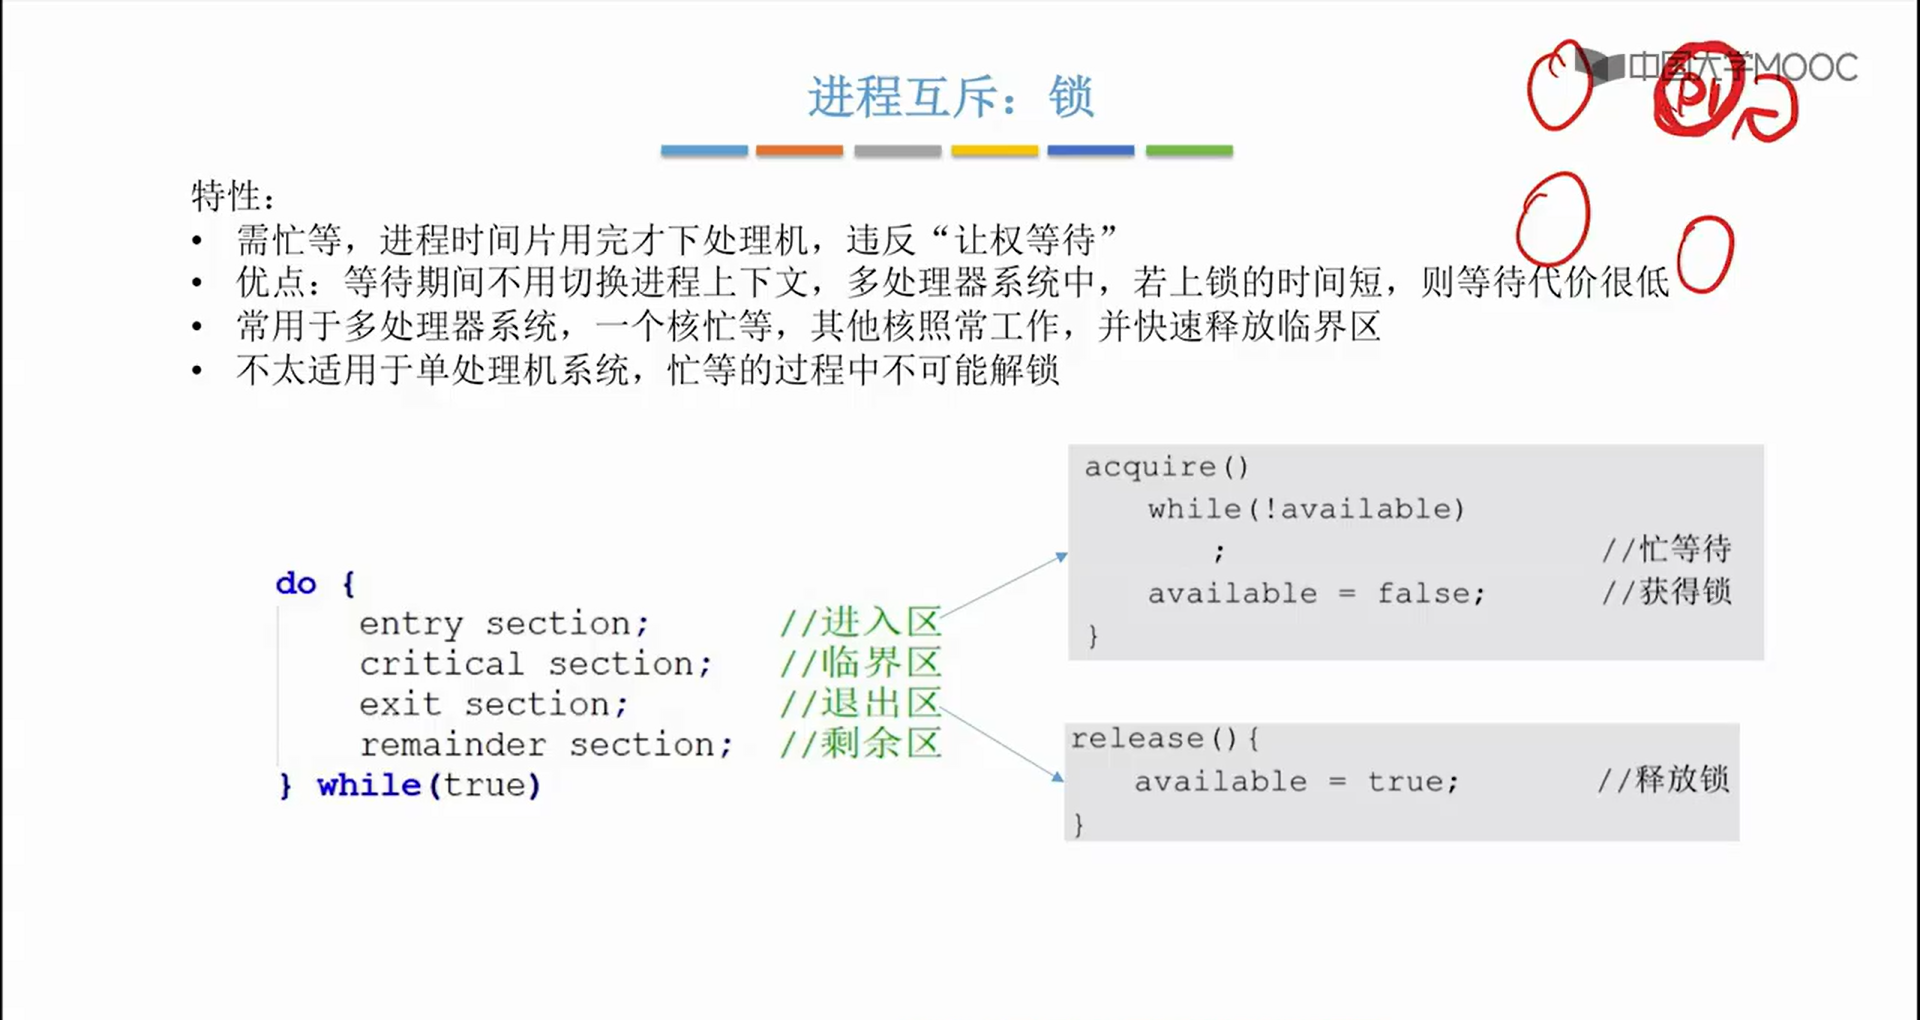 中国大学MOOC
P1
进程互斥：锁
特性：
• 需忙等，进程时间片用完才下处理机，违反“让权等待”
• 优点：等待期间不用切换进程上下文，多处理器系统中，若上锁的时间短，则等待代价很低
• 常用于多处理器系统，一个核忙等，其他核照常工作，并快速释放临界区
• 不太适用于单处理机系统，忙等的过程中不可能解锁
do {
entry section; //进入区
critical section; //临界区
exit section; //退出区
remainder section; //剩余区
} while(true)
acquire()
while(!available)
; //忙等待
available = false; //获得锁
}
release(){
available = true; //释放锁
}